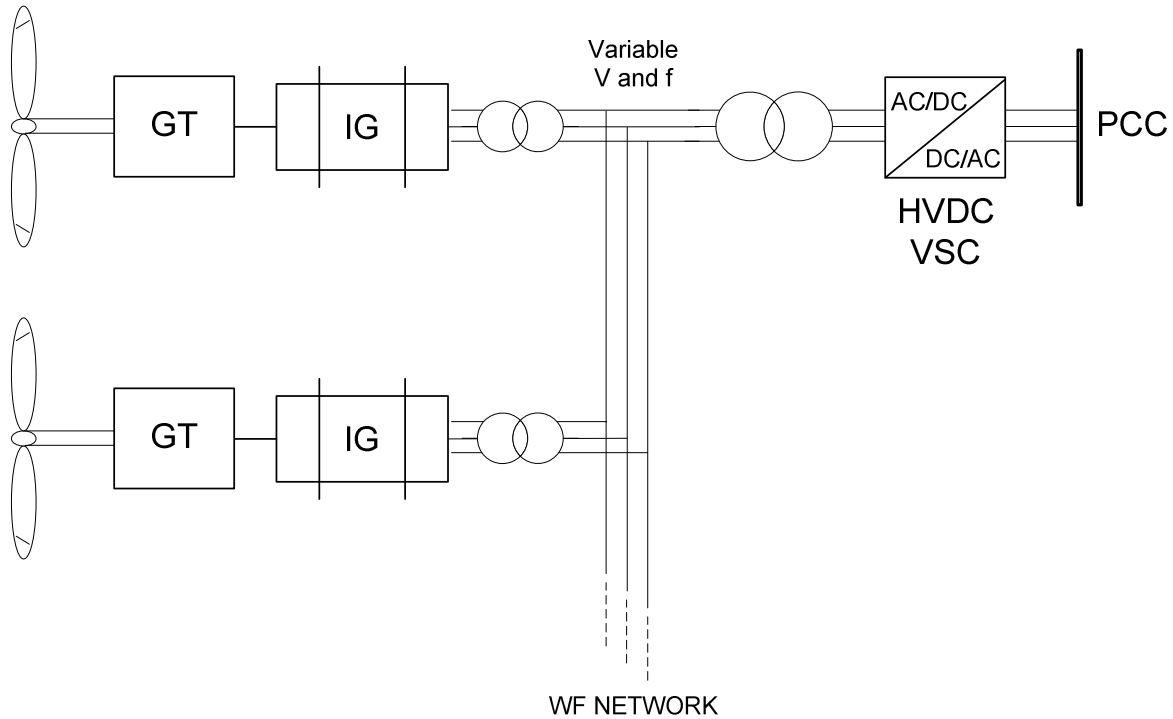 Variable
V and f
GT
IG
AC/DC
DC/AC
PCC
HVDC
VSC
GT
IG
WF NETWORK